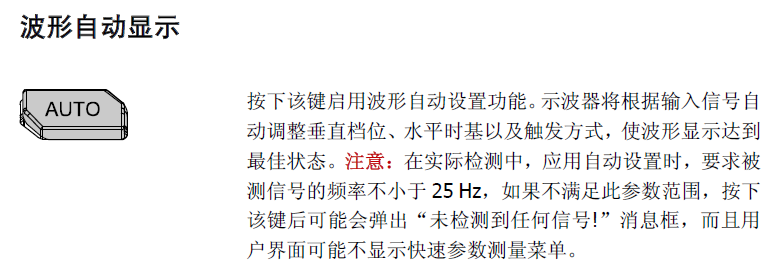 波形自动显示
AUTO
按下该键启用波形自动设置功能。示波器将根据输入信号自
动调整垂直档位、水平时基以及触发方式，使波形显示达到
最佳状态。注意：在实际检测中，应用自动设置时，要求被
测信号的频率不小于 25 Hz，如果不满足此参数范围，按下
该键后可能会弹出“未检测到任何信号!”消息框，而且用
户界面可能不显示快速参数测量菜单。